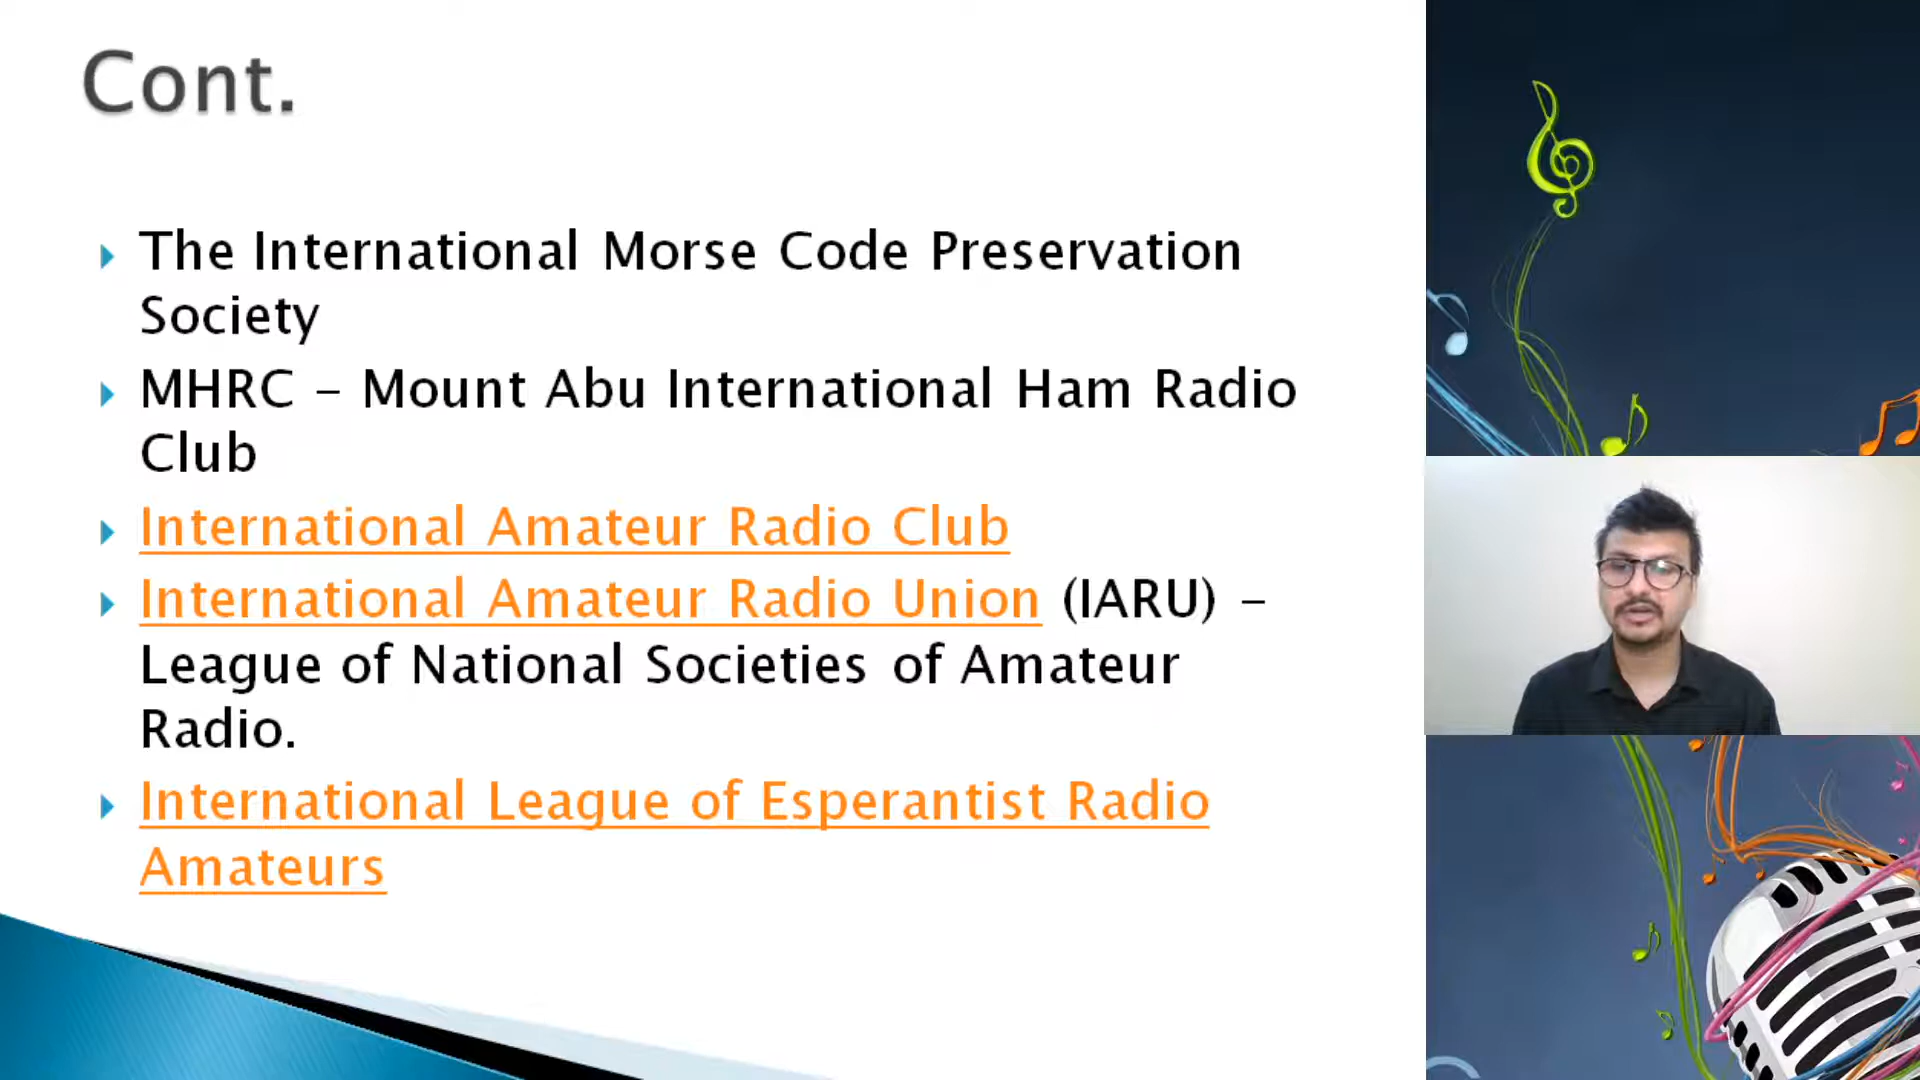 Cont.
The International Morse Code Preservation
Society
MHRC – Mount Abu International Ham Radio
Club
International Amateur Radio Club
International Amateur Radio Union (IARU) –
League of National Societies of Amateur
Radio.
International League of Esperantist Radio
Amateurs